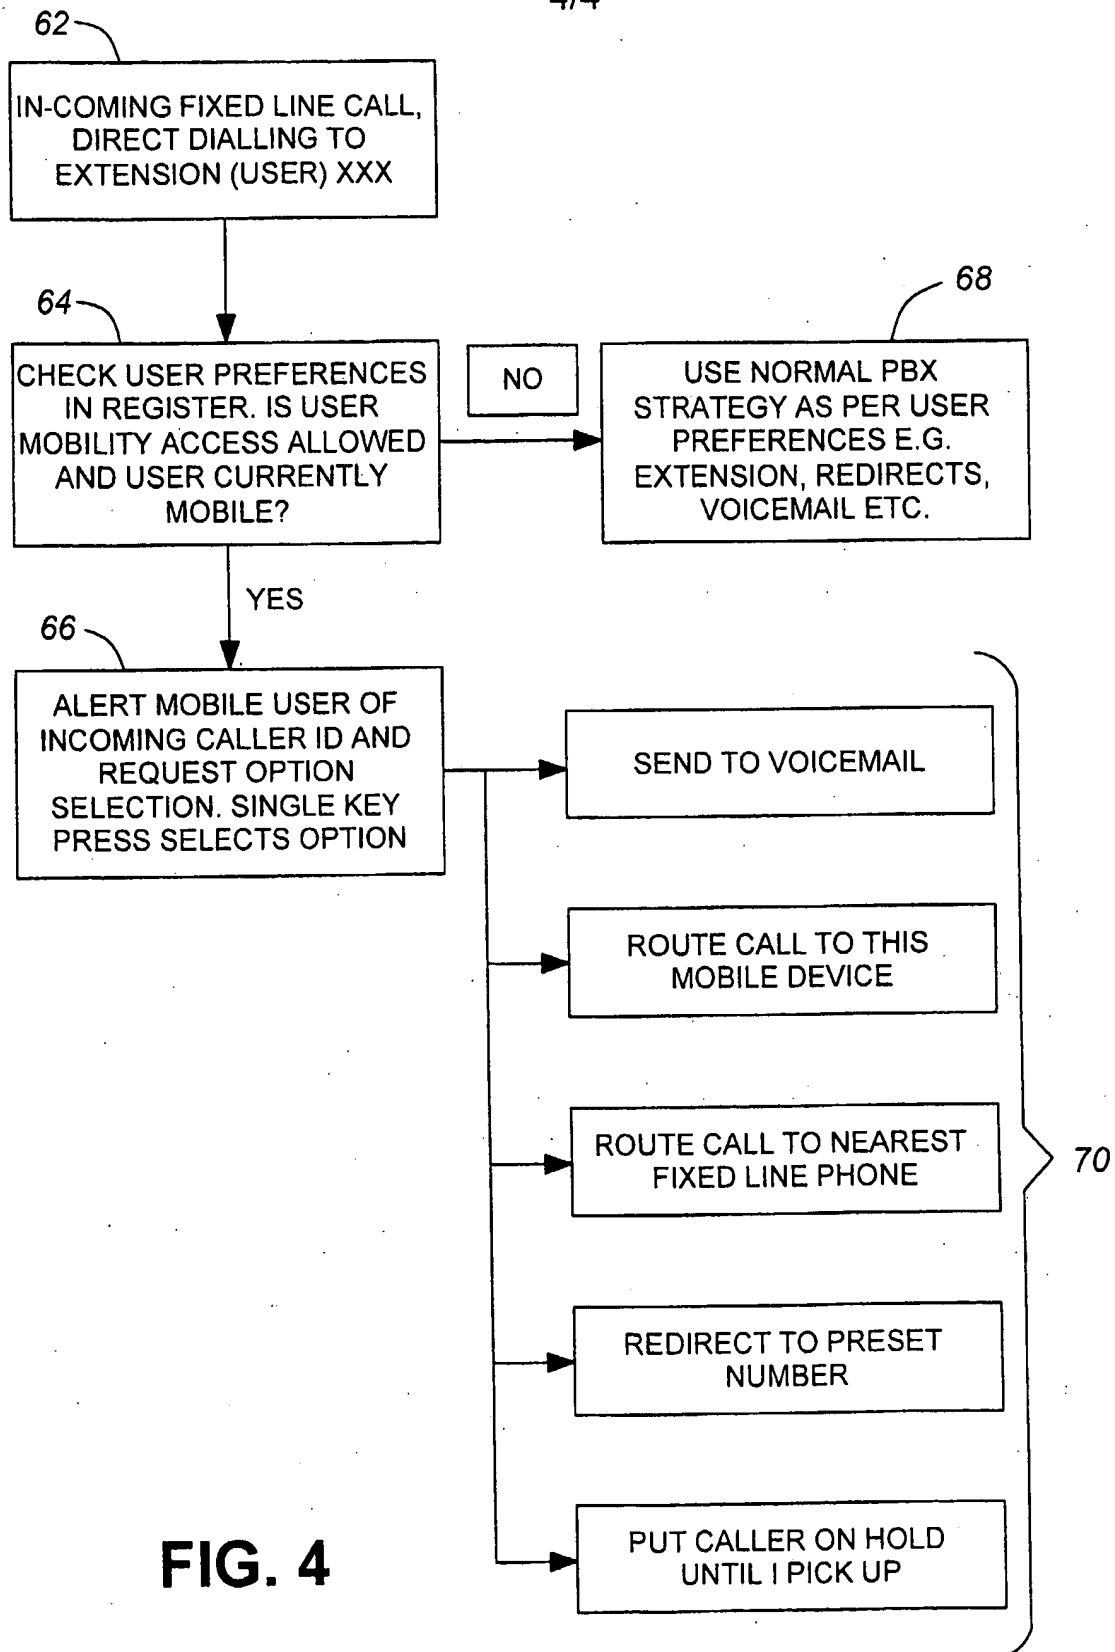 4/4
62
IN-COMING FIXED LINE CALL,
DIRECT DIALLING TO
EXTENSION (USER) XXX
64
CHECK USER PREFERENCES
IN REGISTER. IS USER
MOBILITY ACCESS ALLOWED
AND USER CURRENTLY
MOBILE?
NO
68
USE NORMAL PBX
STRATEGY AS PER USER
PREFERENCES E.G.
EXTENSION, REDIRECTS,
VOICEMAIL ETC.
YES
66
ALERT MOBILE USER OF
INCOMING CALLER ID AND
REQUEST OPTION
SELECTION. SINGLE KEY
PRESS SELECTS OPTION
SEND TO VOICEMAIL
ROUTE CALL TO THIS
MOBILE DEVICE
ROUTE CALL TO NEAREST
FIXED LINE PHONE
70
REDIRECT TO PRESET
NUMBER
PUT CALLER ON HOLD
UNTIL I PICK UP
FIG. 4